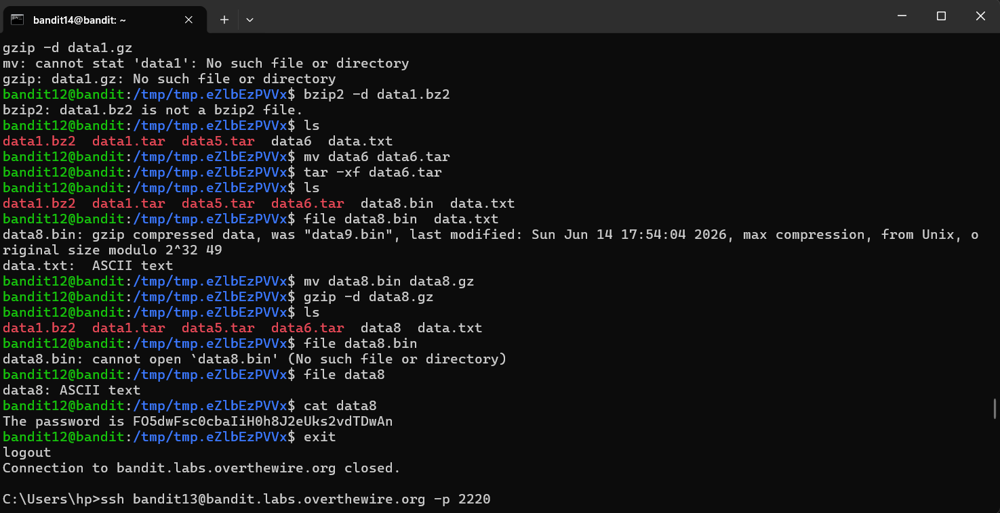 bandit14@bandit: ~
gzip -d data1.gz
mv: cannot stat 'data1': No such file or directory
gzip: data1.gz: No such file or directory
bandit12@bandit:/tmp/tmp.eZlbEzPVVx$ bzip2 -d data1.bz2
bzip2: data1.bz2 is not a bzip2 file.
bandit12@bandit:/tmp/tmp.eZlbEzPVVx$ ls
data1.bz2  data1.tar  data5.tar  data6  data.txt
bandit12@bandit:/tmp/tmp.eZlbEzPVVx$ mv data6 data6.tar
bandit12@bandit:/tmp/tmp.eZlbEzPVVx$ tar -xf data6.tar
bandit12@bandit:/tmp/tmp.eZlbEzPVVx$ ls
data1.bz2  data1.tar  data5.tar  data6.tar  data8.bin  data.txt
bandit12@bandit:/tmp/tmp.eZlbEzPVVx$ file data8.bin  data.txt
data8.bin: gzip compressed data, was "data9.bin", last modified: Sun Jun 14 17:54:04 2026, max compression, from Unix, o
riginal size modulo 2^32 49
data.txt:  ASCII text
bandit12@bandit:/tmp/tmp.eZlbEzPVVx$ mv data8.bin data8.gz
bandit12@bandit:/tmp/tmp.eZlbEzPVVx$ gzip -d data8.gz
bandit12@bandit:/tmp/tmp.eZlbEzPVVx$ ls
data1.bz2  data1.tar  data5.tar  data6.tar  data8  data.txt
bandit12@bandit:/tmp/tmp.eZlbEzPVVx$ file data8.bin
data8.bin: cannot open `data8.bin' (No such file or directory)
bandit12@bandit:/tmp/tmp.eZlbEzPVVx$ file data8
data8: ASCII text
bandit12@bandit:/tmp/tmp.eZlbEzPVVx$ cat data8
The password is FO5dwFsc0cbaIiH0h8J2eUks2vdTDwAn
bandit12@bandit:/tmp/tmp.eZlbEzPVVx$ exit
logout
Connection to bandit.labs.overthewire.org closed.
C:\Users\hp>ssh bandit13@bandit.labs.overthewire.org -p 2220